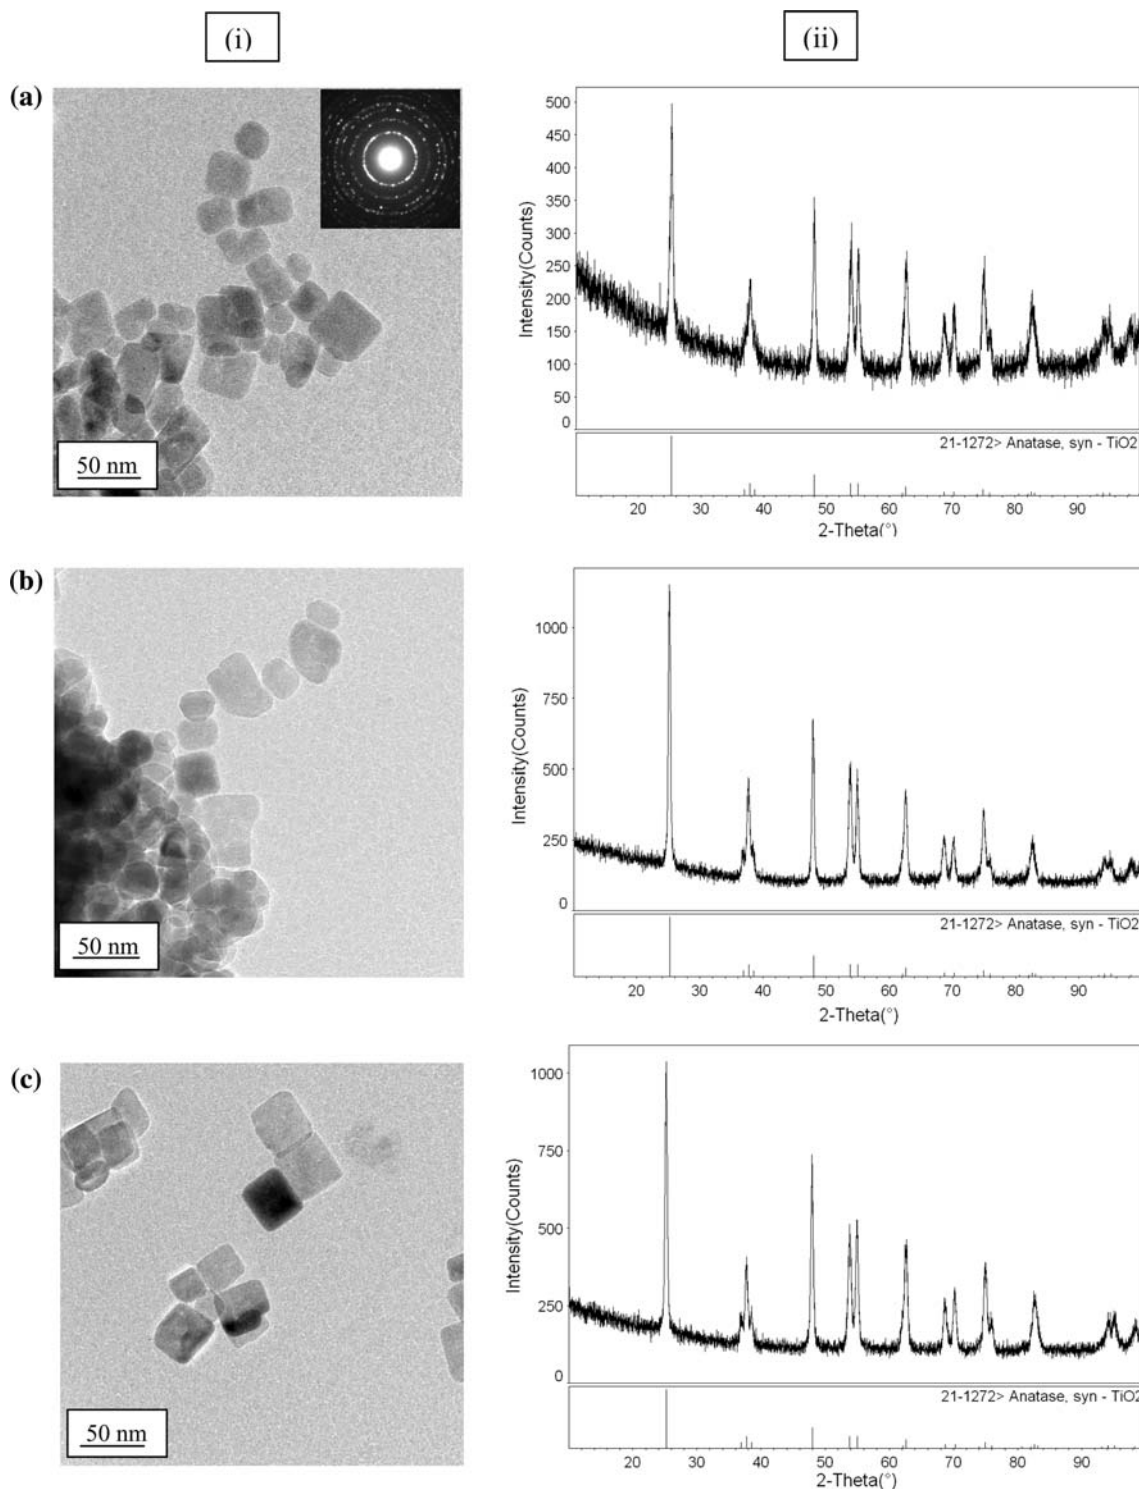 (i)
(ii)
(a)
50 nm
Intensity(Counts)
500
450
400
350
300
250
200
150
100
50
0
21-1272> Anatase, syn - TiO2
20 30 40 50 60 70 80 90
2-Theta(°)
(b)
50 nm
Intensity(Counts)
1000
750
500
250
0
21-1272> Anatase, syn - TiO2
20 30 40 50 60 70 80 90
2-Theta(°)
(c)
50 nm
Intensity(Counts)
1000
750
500
250
0
21-1272> Anatase, syn - TiO2
20 30 40 50 60 70 80 90
2-Theta(°)